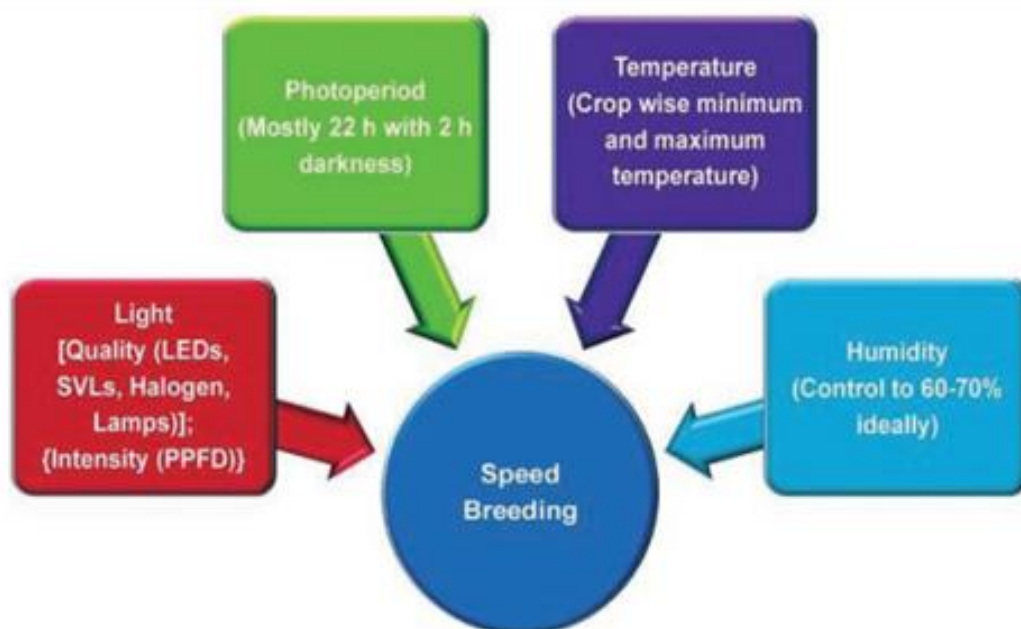 Photoperiod
(Mostly 22 h with 2 h
darkness)
Temperature
(Crop wise minimum
and maximum
temperature)
Light
[Quality (LEDs,
SVLs, Halogen,
Lamps)];
{Intensity (PPFD)}
Humidity
(Control to 60-70%
ideally)
Speed
Breeding